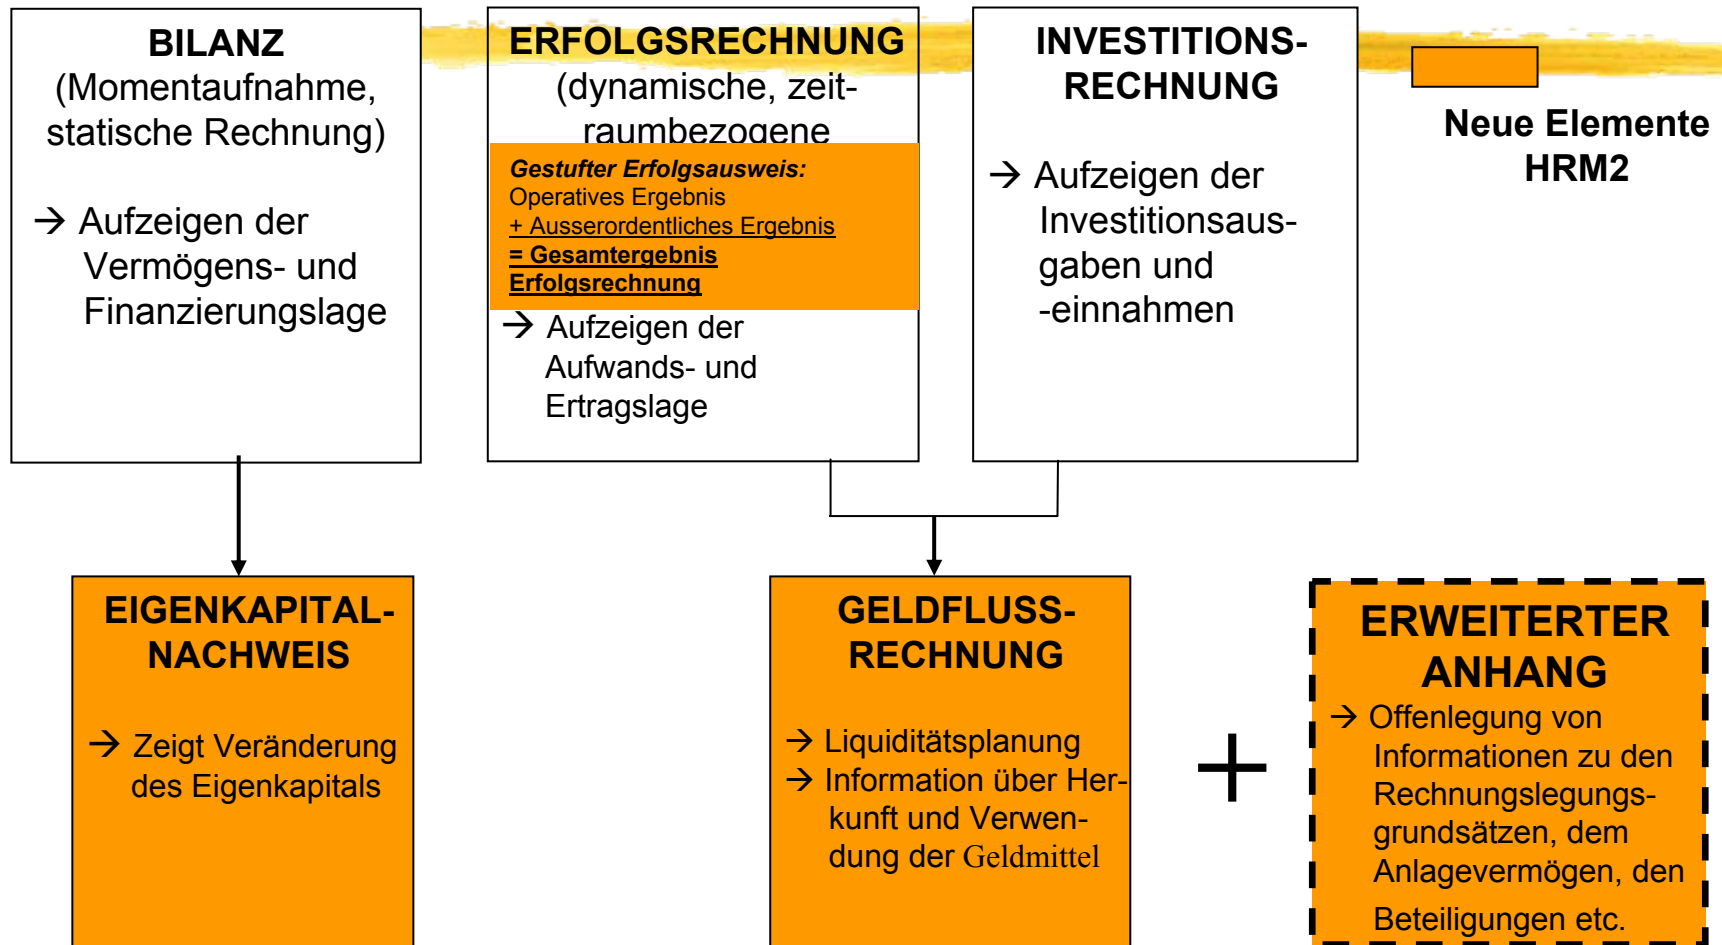 BILANZ
(Momentaufnahme,
statische Rechnung)
→ Aufzeigen der
Vermögens- und
Finanzierungslage
ERFOLGSRECHNUNG
(dynamische, zeit-
raumbezogene
Gestufter Erfolgsausweis:
Operatives Ergebnis
+ Ausserordentliches Ergebnis
= Gesamtergebnis
Erfolgsrechnung
→ Aufzeigen der
Aufwands- und
Ertragslage
INVESTITIONS-
RECHNUNG
→ Aufzeigen der
Investitionsaus-
gaben und
-einnahmen
Neue Elemente
HRM2
EIGENKAPITAL-
NACHWEIS
→ Zeigt Veränderung
des Eigenkapitals
GELDFLUSS-
RECHNUNG
→ Liquiditätsplanung
→ Information über Her-
kunft und Verwen-
dung der Geldmittel
+
ERWEITERTER
ANHANG
→ Offenlegung von
Informationen zu den
Rechnungslegungs-
grundsätzen, dem
Anlagevermögen, den
Beteiligungen etc.